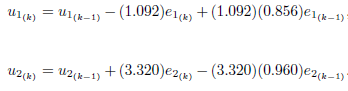 u₁₍ₖ₎ = u₁₍ₖ₋₁₎ − (1.092)e₁₍ₖ₎ + (1.092)(0.856)e₁₍ₖ₋₁₎.
u₂₍ₖ₎ = u₂₍ₖ₋₁₎ + (3.320)e₂₍ₖ₎ − (3.320)(0.960)e₂₍ₖ₋₁₎.